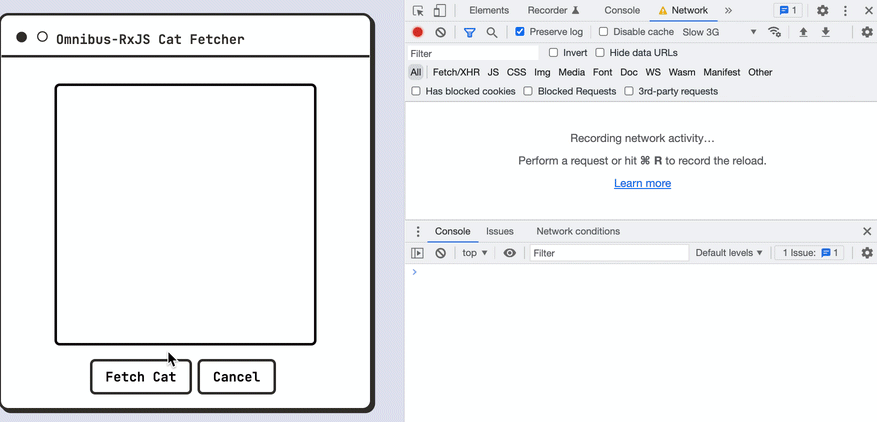 Omnibus-RxJS Cat Fetcher
Fetch Cat
Cancel
Elements Recorder Console Network » 1
Preserve log Disable cache Slow 3G
Filter Invert Hide data URLs
All Fetch/XHR JS CSS Img Media Font Doc WS Wasm Manifest Other
Has blocked cookies Blocked Requests 3rd-party requests
Recording network activity…
Perform a request or hit ⌘ R to record the reload.
Learn more
Console Issues Network conditions
top Filter Default levels 1 Issue: 1